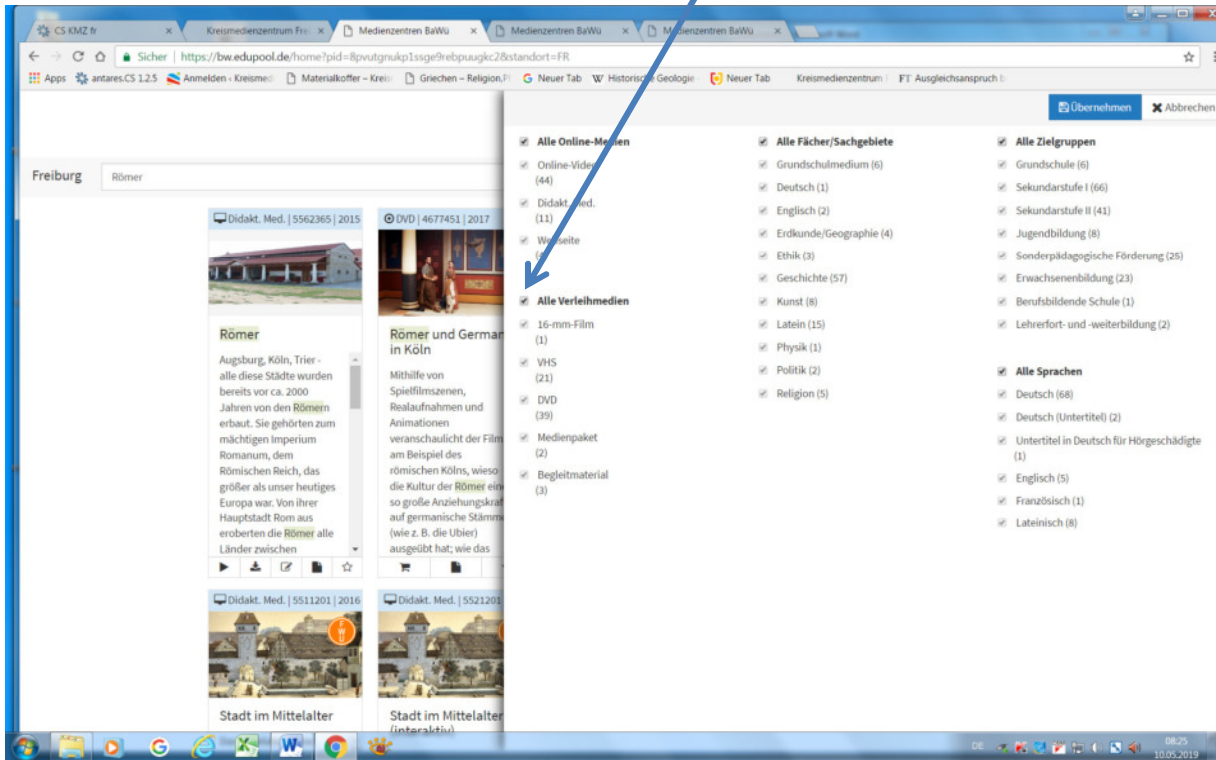 CS KMZ fr
Kreismedienzentrum Fre
Medienzentren BaWü
Medienzentren BaWü
Medienzentren BaWü
Sicher | https://bw.edupool.de/home?pid=8pvutgnukp1ssge9rebpuugkc2&standort=FR
Apps antares.CS 1.2.5 Anmelden ‹ Kreismed Materialkoffer – Kreis Griechen – Religion, Neuer Tab Historische Geologie Neuer Tab Kreismedienzentrum FT Ausgleichsanspruch b
Übernehmen Abbrechen
Freiburg Römer
Didakt. Med. | 5562365 | 2015
Römer
Augsburg, Köln, Trier -
alle diese Städte wurden
bereits vor ca. 2000
Jahren von den Römern
erbaut. Sie gehörten zum
mächtigen Imperium
Romanum, dem
Römischen Reich, das
größer als unser heutiges
Europa war. Von ihrer
Hauptstadt Rom aus
eroberten die Römer alle
Länder zwischen
DVD | 4677451 | 2017
Römer und German
in Köln
Mithilfe von
Spielfilmszenen,
Realaufnahmen und
Animationen
veranschaulicht der Film
am Beispiel des
römischen Kölns, wieso
die Kultur der Römer ein
so große Anziehungskraf
auf germanische Stämm
(wie z. B. die Ubier)
ausgeübt hat; wie das
Didakt. Med. | 5511201 | 2016
FWU
Stadt im Mittelalter
Didakt. Med. | 5521201
Stadt im Mittelalter
(interaktiv)
Alle Online-Medien
Online-Video
(44)
Didakt. Med.
(11)
Webseite
Alle Verleihmedien
16-mm-Film
(1)
VHS
(21)
DVD
(39)
Medienpaket
(2)
Begleitmaterial
(3)
Alle Fächer/Sachgebiete
Grundschulmedium (6)
Deutsch (1)
Englisch (2)
Erdkunde/Geographie (4)
Ethik (3)
Geschichte (57)
Kunst (8)
Latein (15)
Physik (1)
Politik (2)
Religion (5)
Alle Zielgruppen
Grundschule (6)
Sekundarstufe I (66)
Sekundarstufe II (41)
Jugendbildung (8)
Sonderpädagogische Förderung (25)
Erwachsenenbildung (23)
Berufsbildende Schule (1)
Lehrerfort- und -weiterbildung (2)
Alle Sprachen
Deutsch (68)
Deutsch (Untertitel) (2)
Untertitel in Deutsch für Hörgeschädigte
(1)
Englisch (5)
Französisch (1)
Lateinisch (8)
DE
08:25
10.05.2019